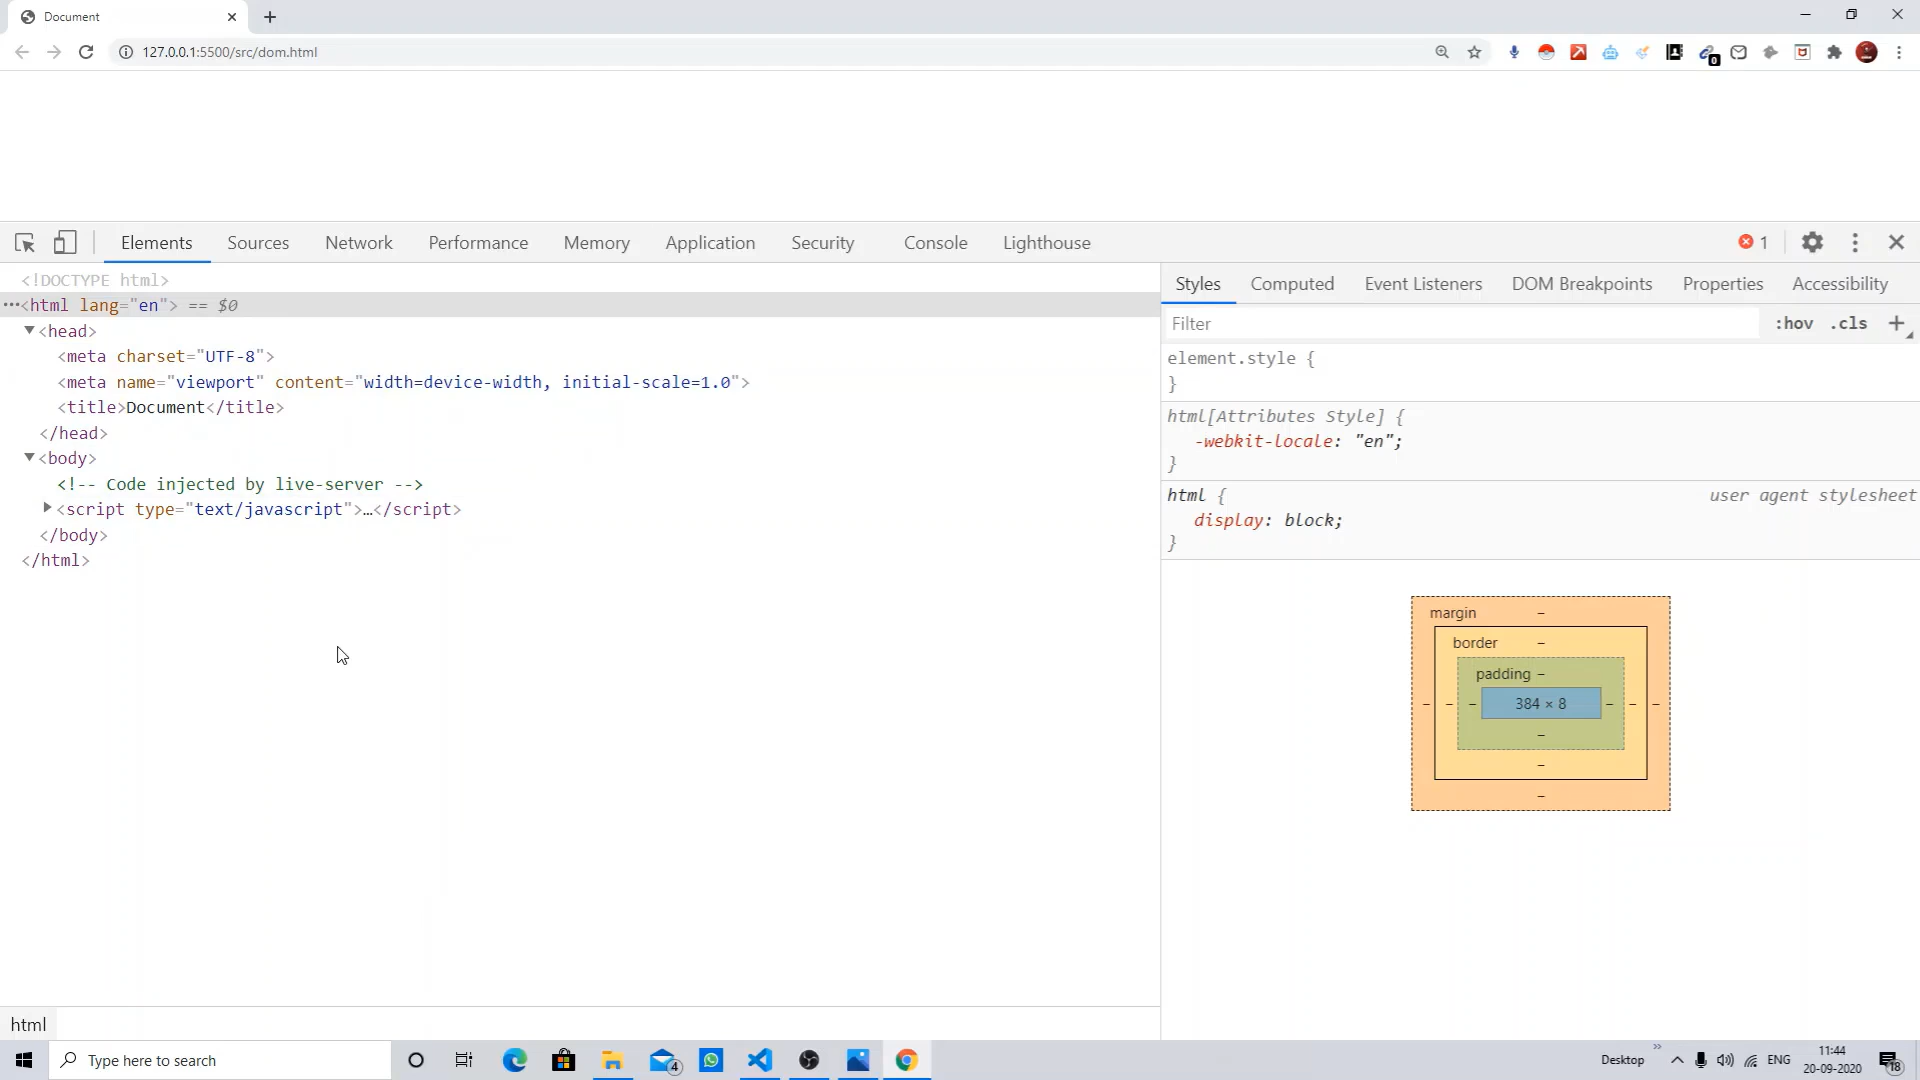 Document
127.0.0.1:5500/src/dom.html
0
Elements Sources Network Performance Memory Application Security Console Lighthouse 1
<!DOCTYPE html>
<html lang="en"> == $0
<head>
<meta charset="UTF-8">
<meta name="viewport" content="width=device-width, initial-scale=1.0">
<title>Document</title>
</head>
<body>
<!-- Code injected by live-server -->
<script type="text/javascript">…</script>
</body>
</html>
html
Styles Computed Event Listeners DOM Breakpoints Properties Accessibility
Filter :hov .cls +
element.style {
}
html[Attributes Style] {
-webkit-locale: "en";
}
html { user agent stylesheet
display: block;
}
margin –
border –
padding –
– – – 384 × 8 – – –
–
–
–
Type here to search 4 Desktop ENG 11:44
20-09-2020 18